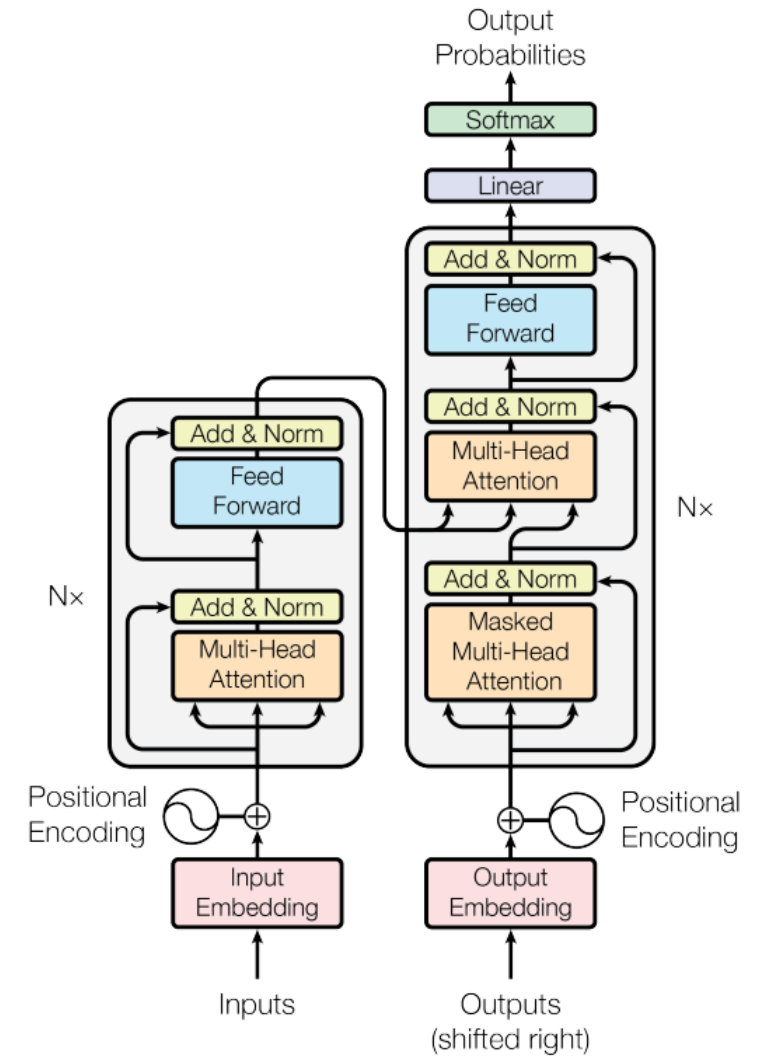 Output
Probabilities
Softmax
Linear
Add & Norm
Feed
Forward
Add & Norm
Multi-Head
Attention
N×
Add & Norm
Masked
Multi-Head
Attention
Add & Norm
Feed
Forward
N×
Add & Norm
Multi-Head
Attention
Positional
Encoding
Positional
Encoding
Input
Embedding
Output
Embedding
Inputs
Outputs
(shifted right)